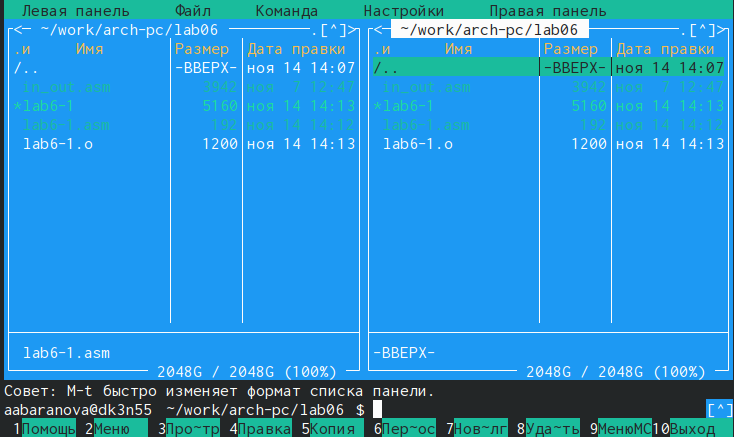 Левая панель Файл Команда Настройки Правая панель
<─ ~/work/arch-pc/lab06 .[^]> <─ ~/work/arch-pc/lab06 .[^]>
.и Имя Размер Дата правки .и Имя Размер Дата правки
/.. -ВВЕРХ- ноя 14 14:07 /.. -ВВЕРХ- ноя 14 14:07
in_out.asm 3942 ноя 7 12:47 in_out.asm 3942 ноя 7 12:47
*lab6-1 5160 ноя 14 14:13 *lab6-1 5160 ноя 14 14:13
lab6-1.asm 192 ноя 14 14:12 lab6-1.asm 192 ноя 14 14:12
lab6-1.o 1200 ноя 14 14:13 lab6-1.o 1200 ноя 14 14:13
lab6-1.asm -ВВЕРХ-
2048G / 2048G (100%) 2048G / 2048G (100%)
Совет: M-t быстро изменяет формат списка панели.
aabaranova@dk3n55 ~/work/arch-pc/lab06 $ [^]
1Помощь 2Меню 3Про~тр 4Правка 5Копия 6Пер~ос 7Нов~лг 8Уда~ть 9МенюMC 10Выход